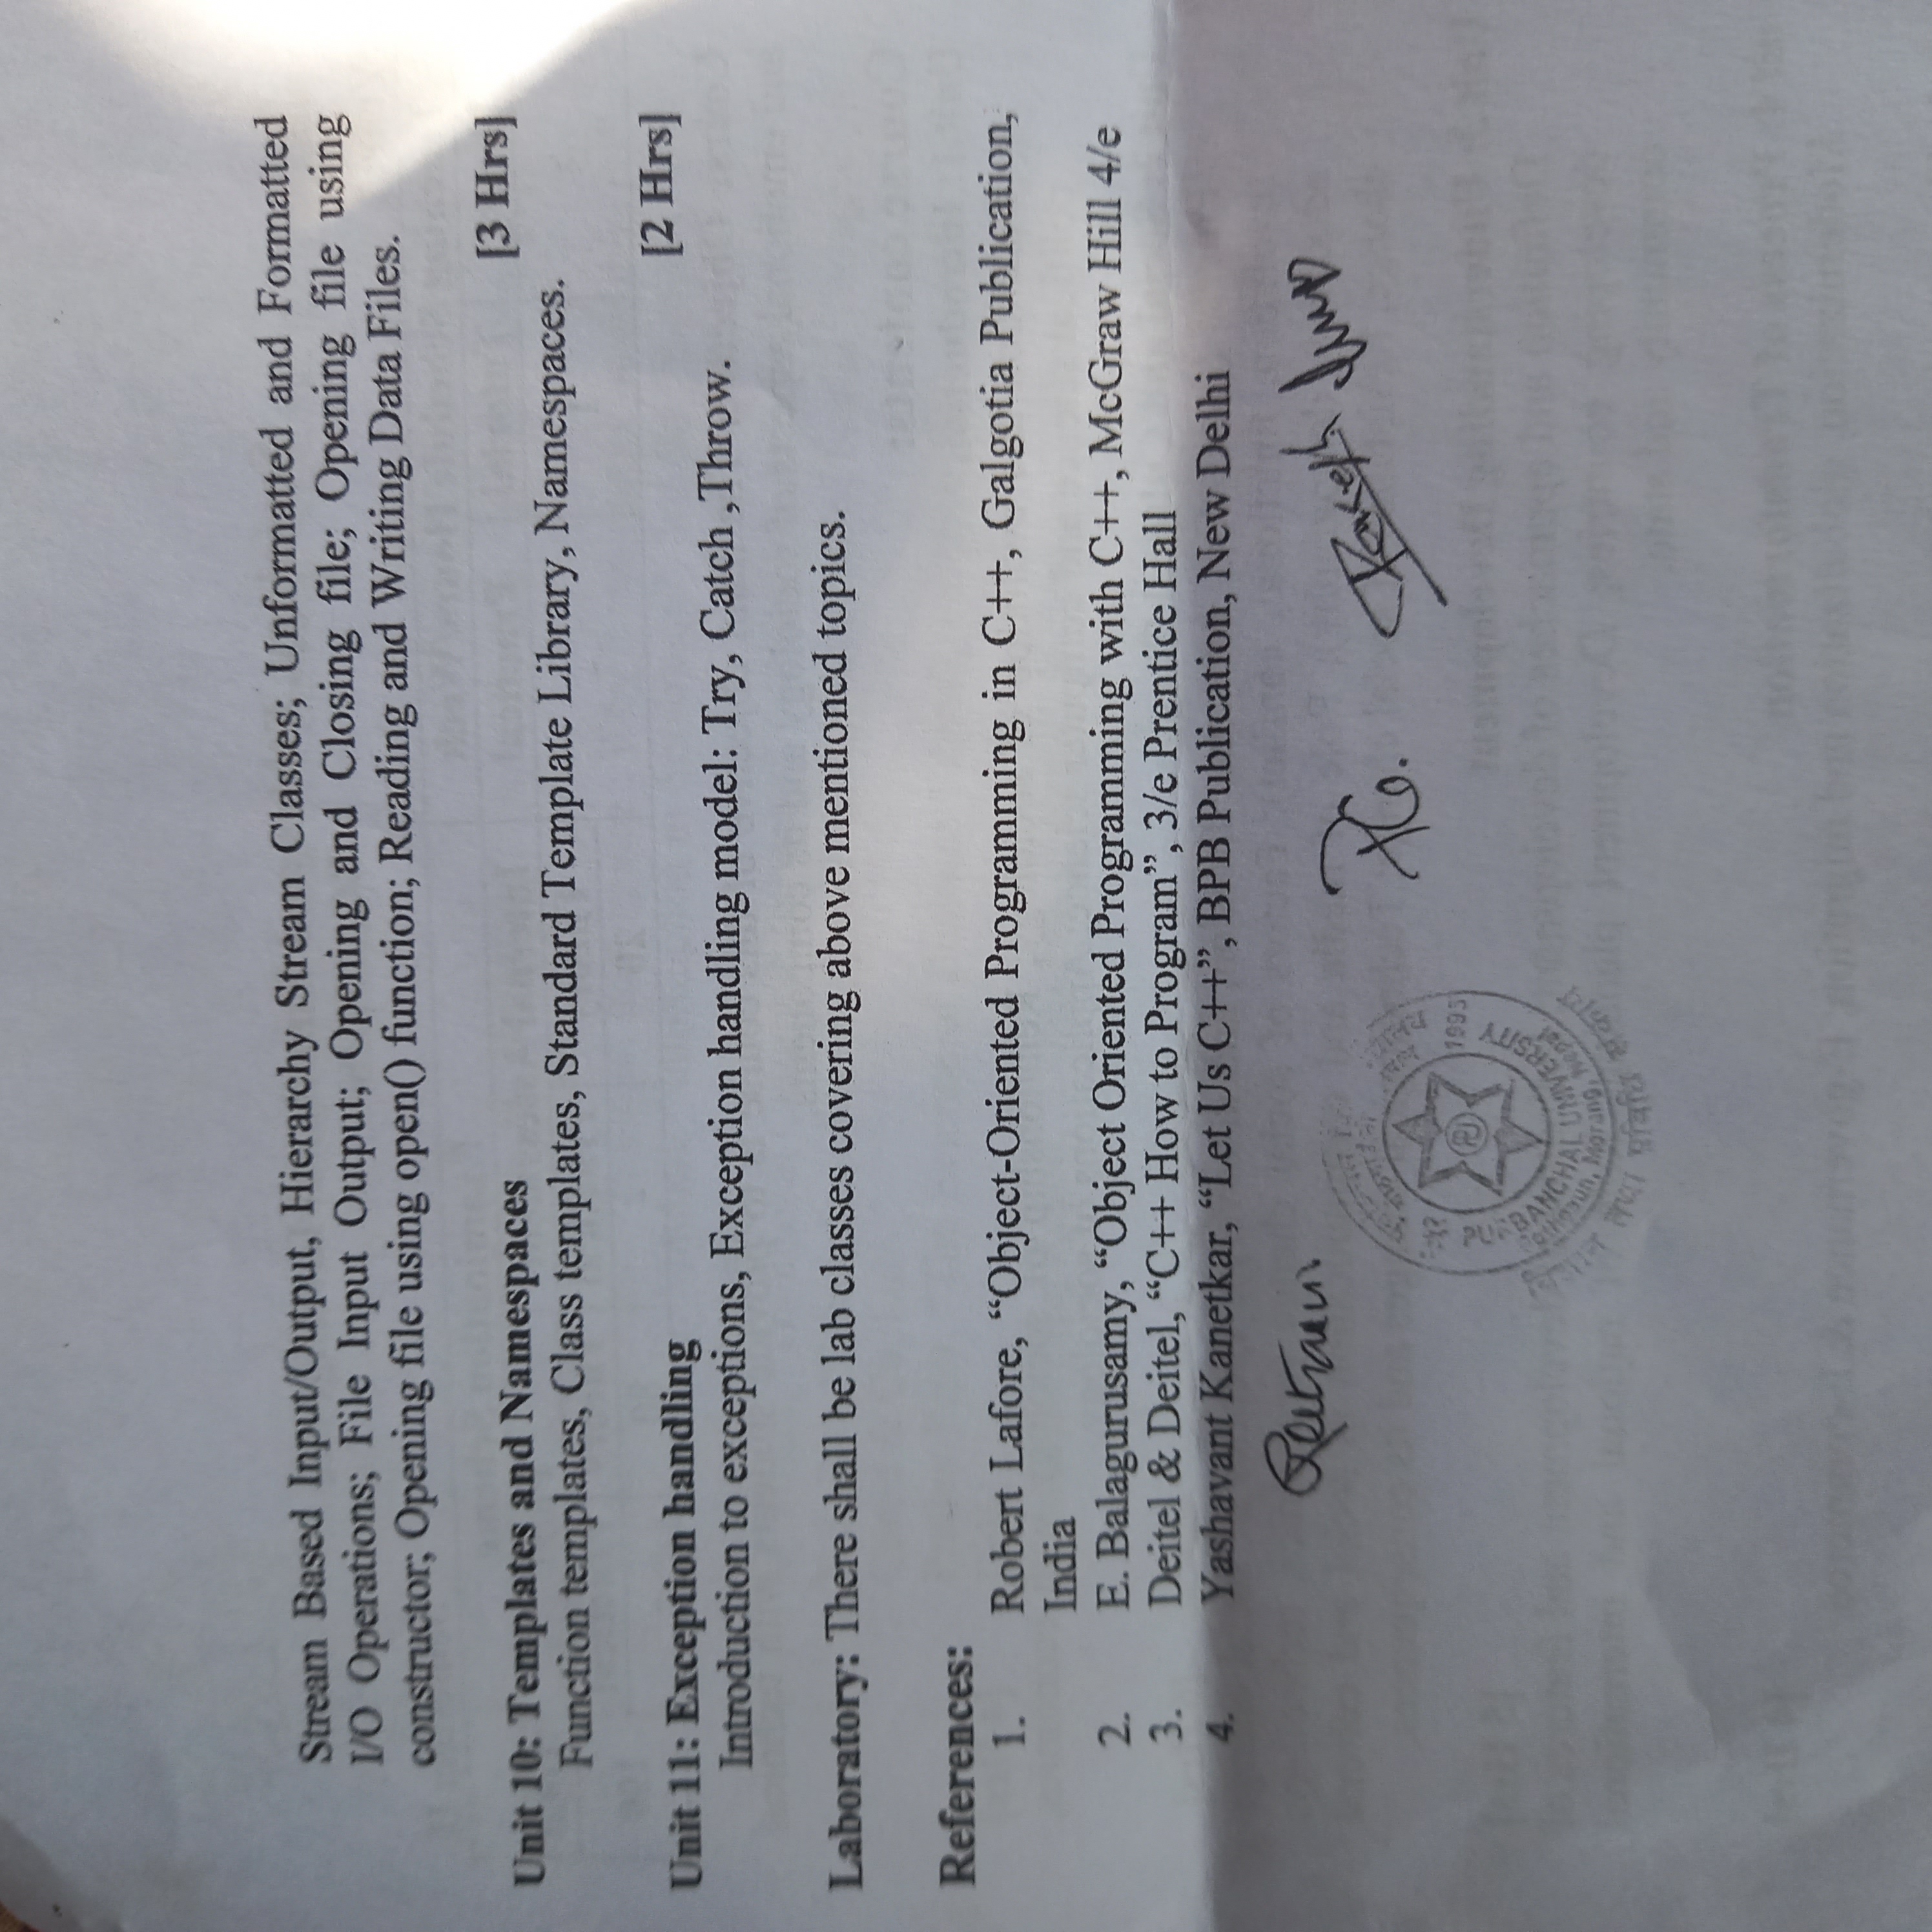 Stream Based Input/Output, Hierarchy Stream Classes; Unformatted and Formatted
I/O Operations; File Input Output; Opening and Closing file; Opening file using
constructor; Opening file using open() function; Reading and Writing Data Files.
Unit 10: Templates and Namespaces [3 Hrs]
Function templates, Class templates, Standard Template Library, Namespaces.
Unit 11: Exception handling [2 Hrs]
Introduction to exceptions, Exception handling model: Try, Catch ,Throw.
Laboratory: There shall be lab classes covering above mentioned topics.
References:
1. Robert Lafore, “Object-Oriented Programming in C++, Galgotia Publication,
India
2. E. Balagurusamy, “Object Oriented Programming with C++, McGraw Hill 4/e
3. Deitel & Deitel, “C++ How to Program”, 3/e Prentice Hall
4. Yashavant Kanetkar, “Let Us C++”, BPB Publication, New Delhi
1993
PURBANCHAL UNIVERSITY
Morang, Nepal
तथा प्रविधि संकाय